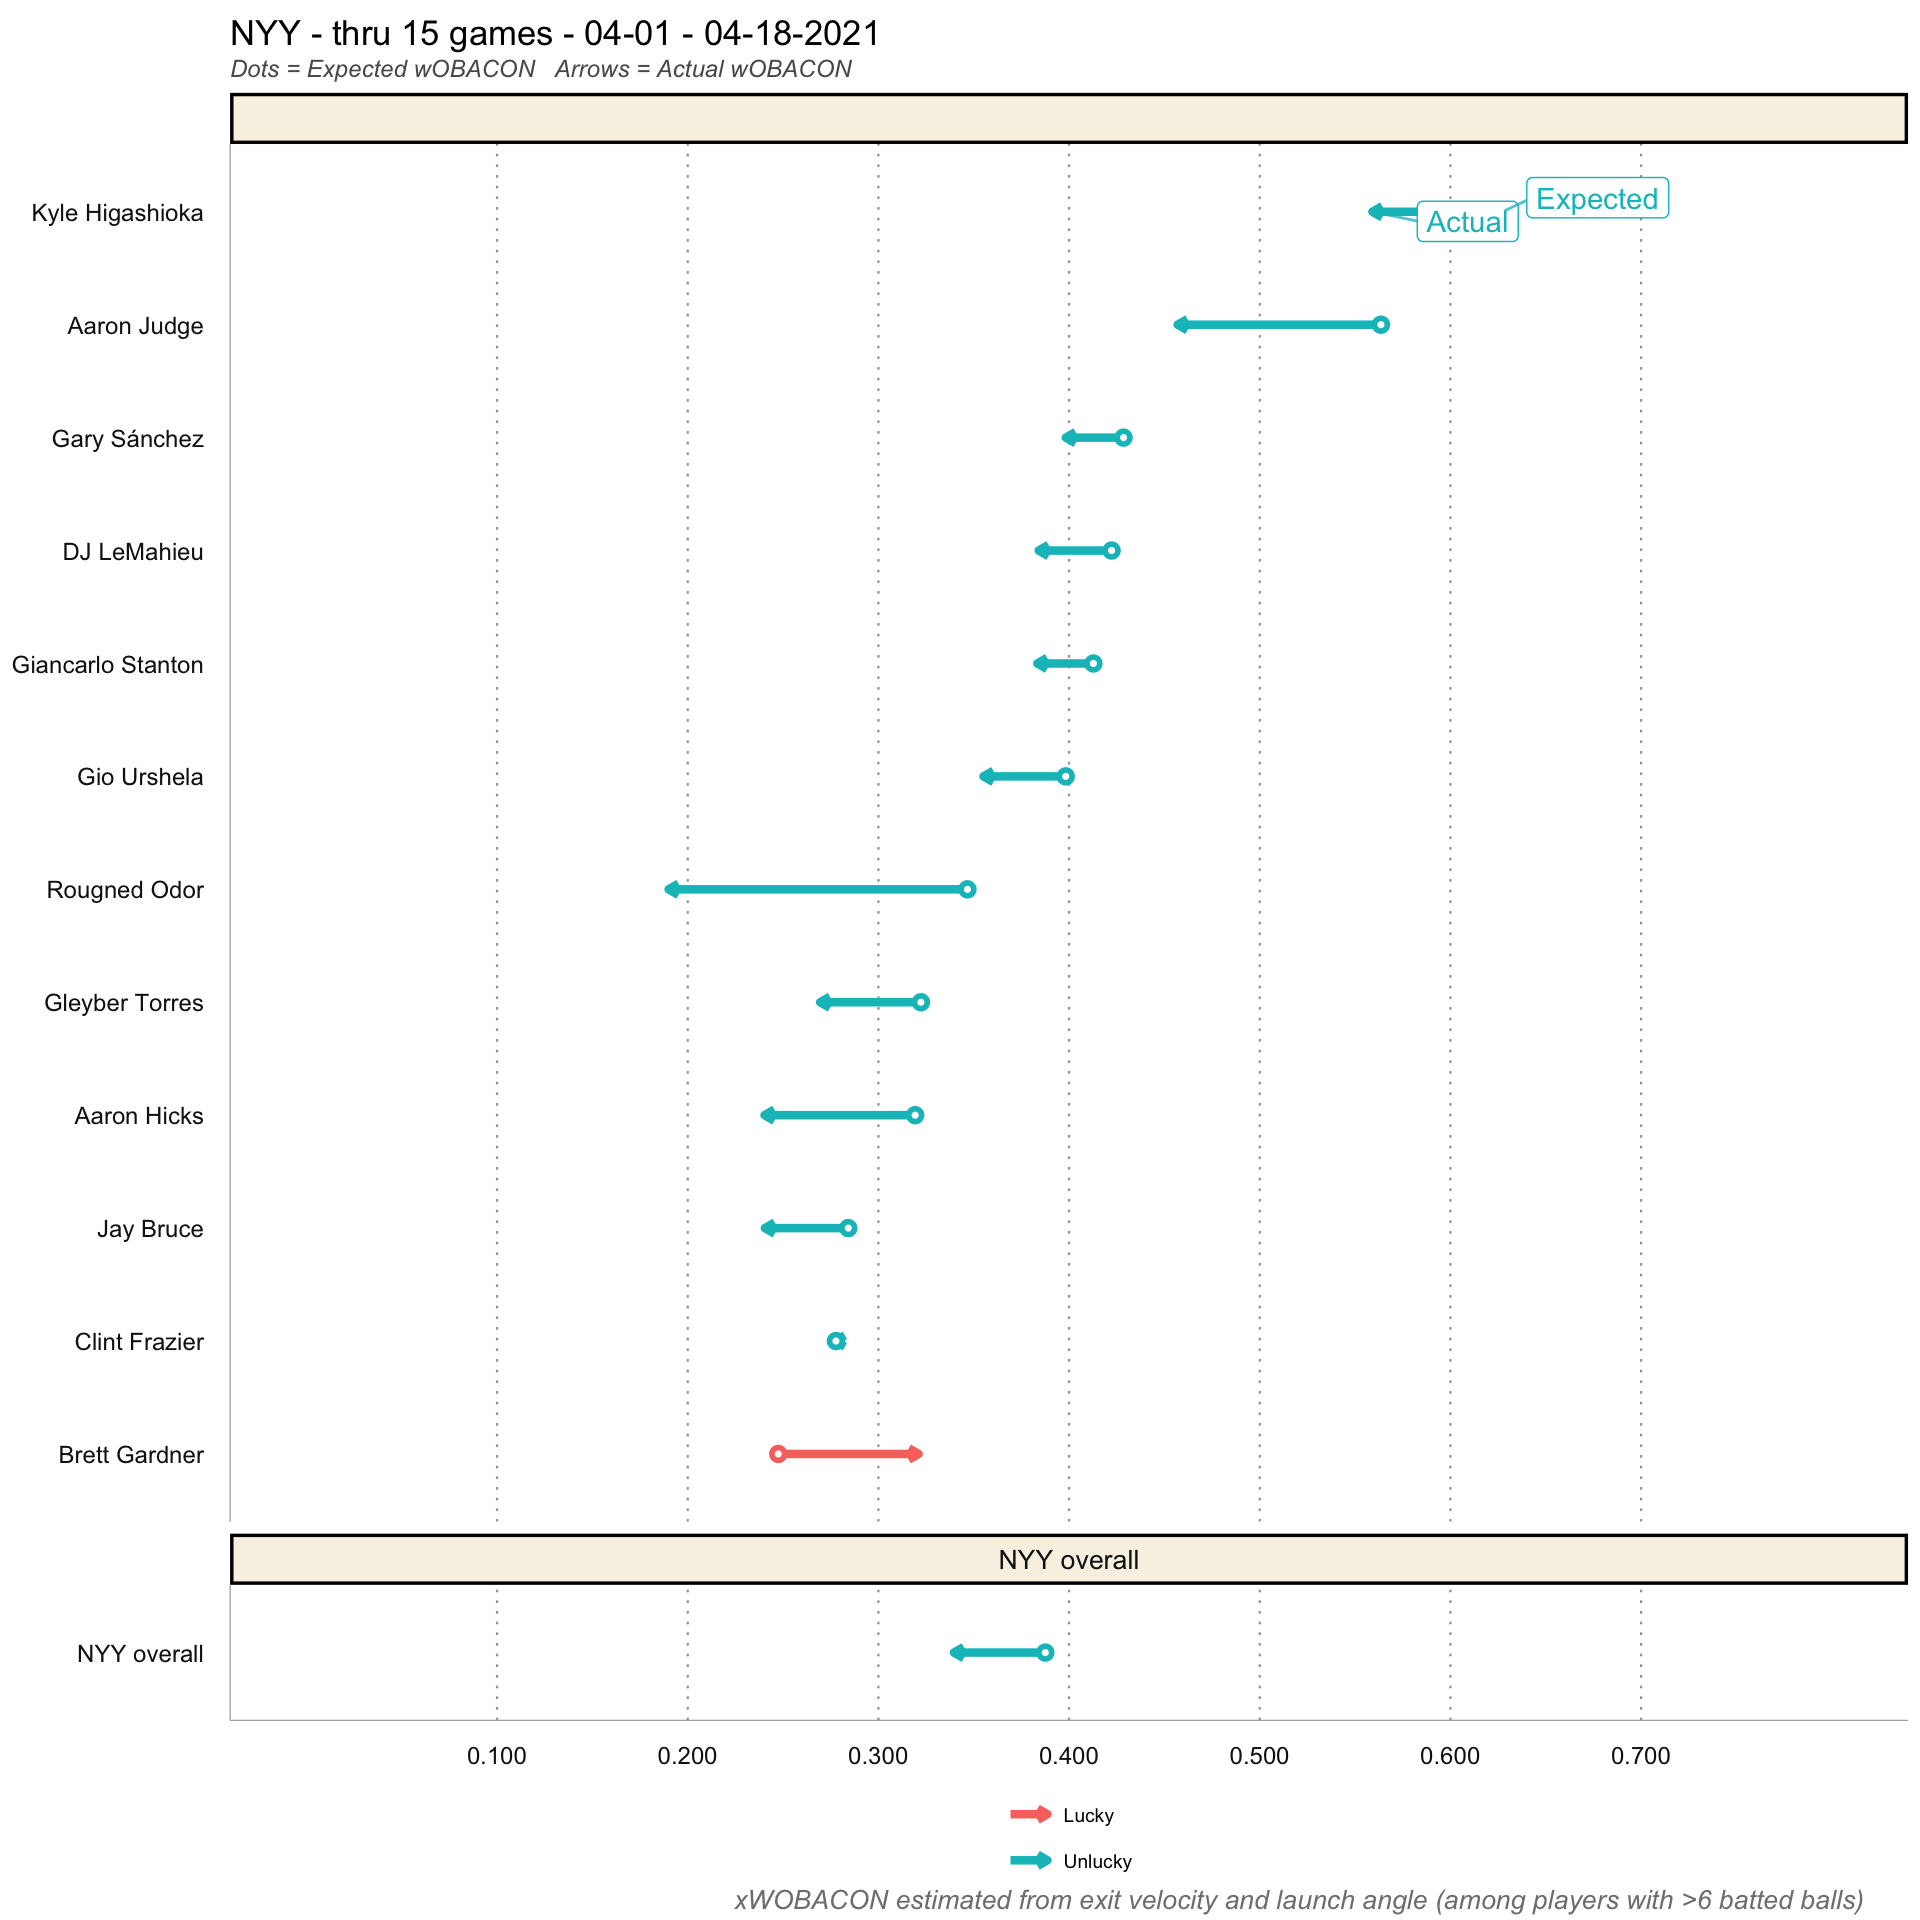 NYY - thru 15 games - 04-01 - 04-18-2021
Dots = Expected wOBACON   Arrows = Actual wOBACON
Kyle Higashioka
Actual
Expected
Aaron Judge
Gary Sánchez
DJ LeMahieu
Giancarlo Stanton
Gio Urshela
Rougned Odor
Gleyber Torres
Aaron Hicks
Jay Bruce
Clint Frazier
Brett Gardner
NYY overall
NYY overall
0.100 0.200 0.300 0.400 0.500 0.600 0.700
Lucky
Unlucky
xWOBACON estimated from exit velocity and launch angle (among players with >6 batted balls)